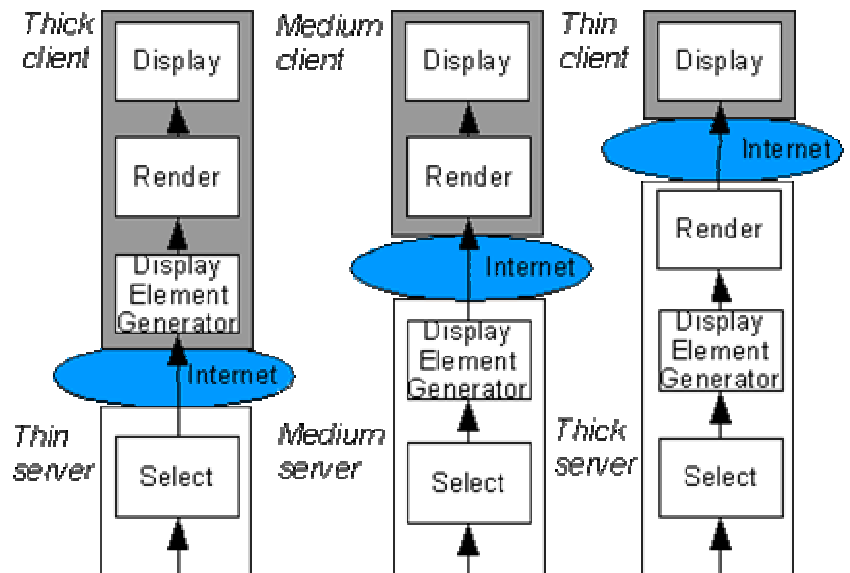 Thick
client
Display
Render
Display
Element
Generator
Internet
Thin
server
Select
Medium
client
Display
Render
Internet
Display
Element
Generator
Medium
server
Select
Thin
client
Display
Internet
Render
Display
Element
Generator
Thick
server
Select